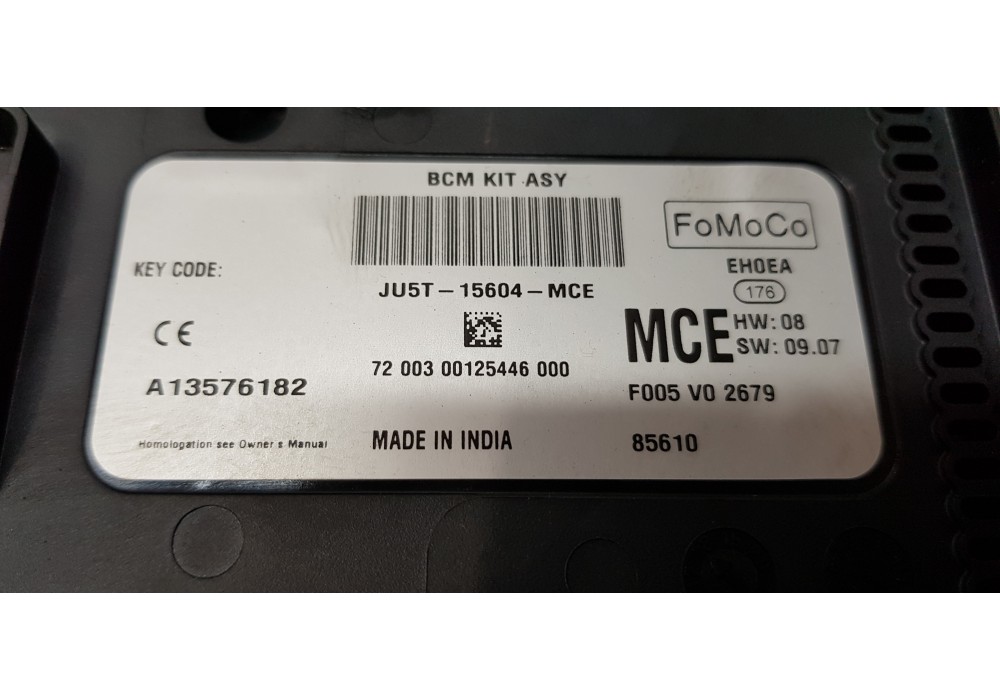 BCM KIT ASY
FoMoCo
KEY CODE:
JU5T-15604-MCE
EH0EA
176
CE
MCE
HW: 08
SW: 09.07
72 003 00125446 000
A13576182
F005 V0 2679
Homologation see Owner s Manual
MADE IN INDIA
85610